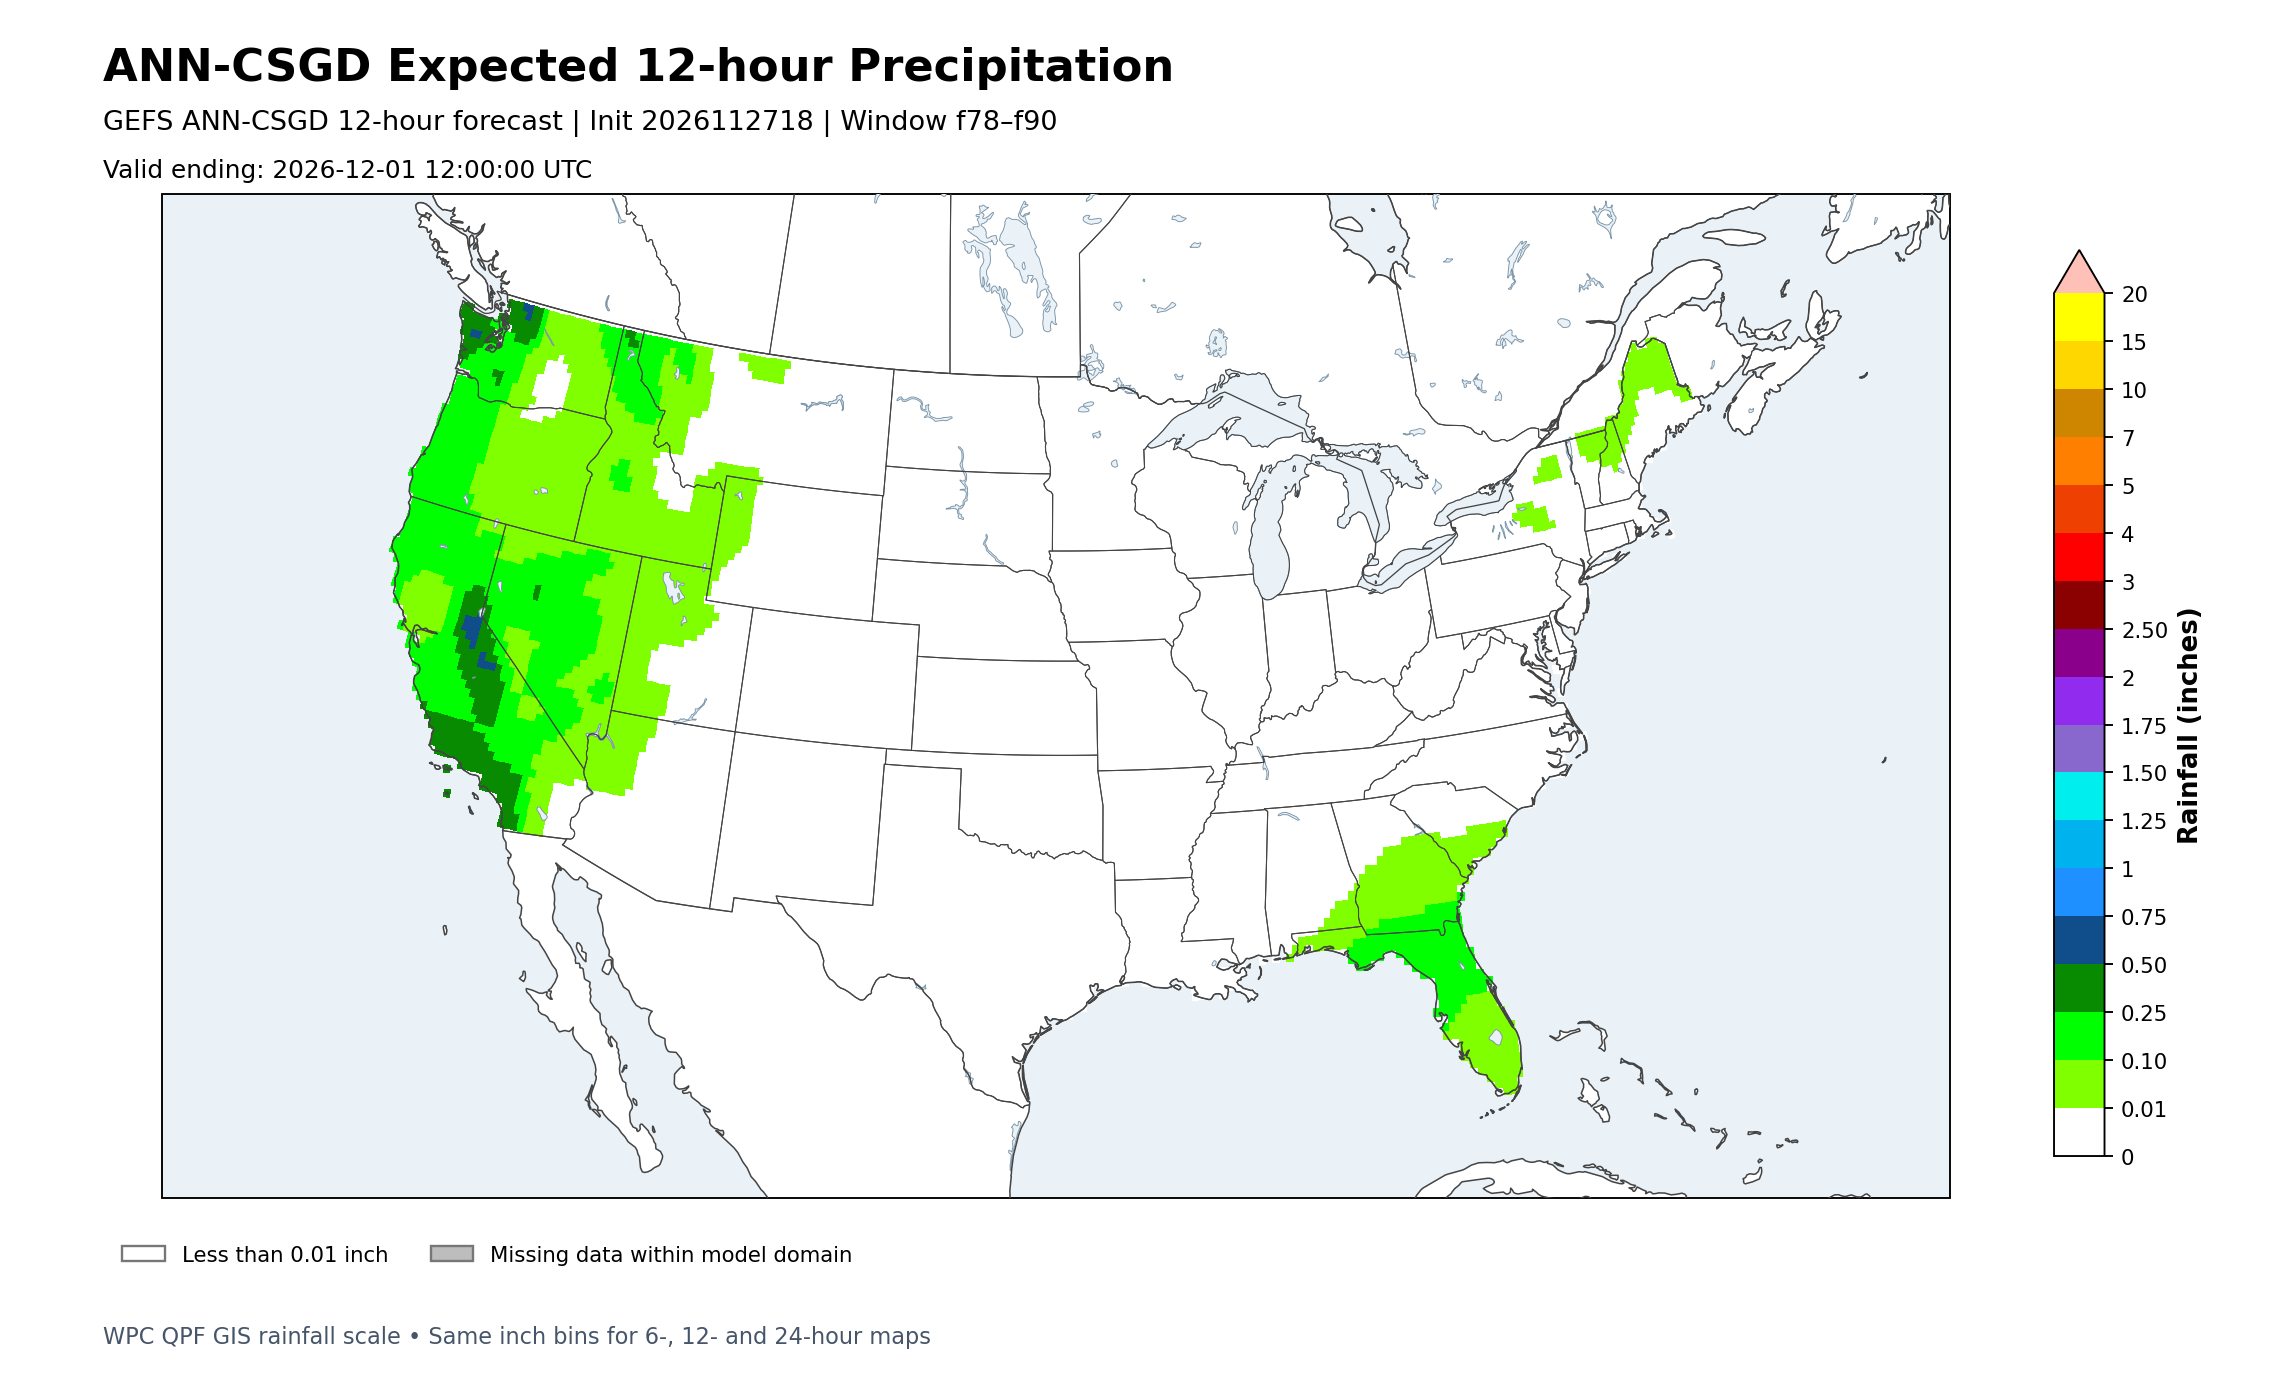 ANN-CSGD Expected 12-hour Precipitation
GEFS ANN-CSGD 12-hour forecast | Init 2026112718 | Window f78–f90
Valid ending: 2026-12-01 12:00:00 UTC
20
15
10
7
5
4
3
2.50
2
1.75
1.50
1.25
1
0.75
0.50
0.25
0.10
0.01
0
Rainfall (inches)
Less than 0.01 inch
Missing data within model domain
WPC QPF GIS rainfall scale • Same inch bins for 6-, 12- and 24-hour maps